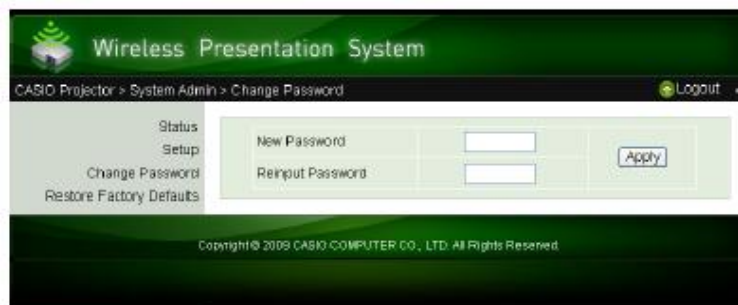 Wireless Presentation System
CASIO Projector > System Admin > Change Password
Logout
Status
Setup
Change Password
Restore Factory Defaults
New Password
Reinput Password
Apply
Copyright © 2009 CASIO COMPUTER CO., LTD. All Rights Reserved.